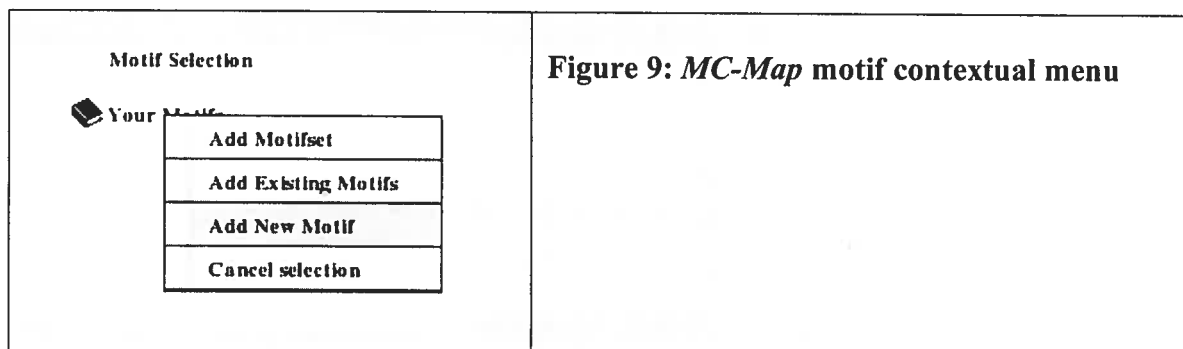 Motif Selection
Your
Add Motifset
Add Existing Motifs
Add New Motif
Cancel selection
Figure 9: MC-Map motif contextual menu